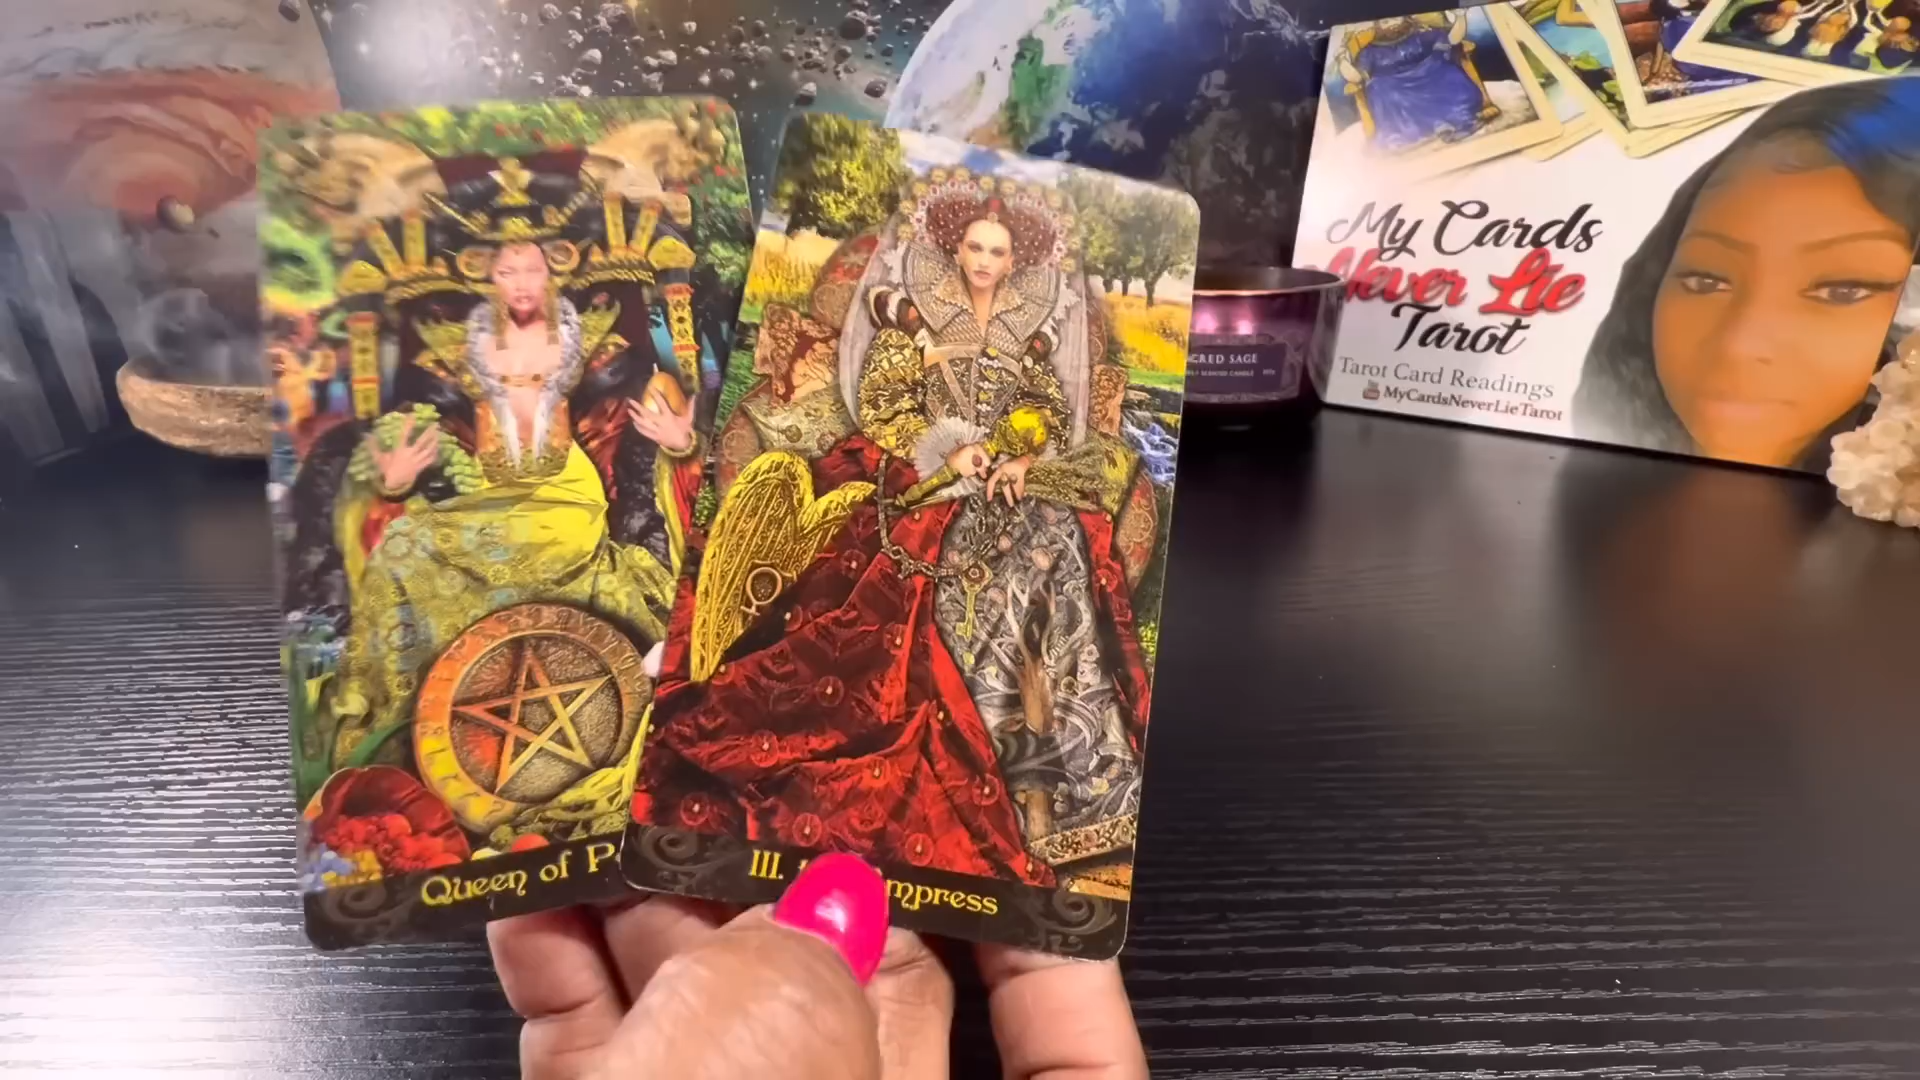 My Cards
Never Lie
Tarot
Tarot Card Readings
MyCardsNeverLieTarot
CRED SAGE
Queen of P
III. mpress